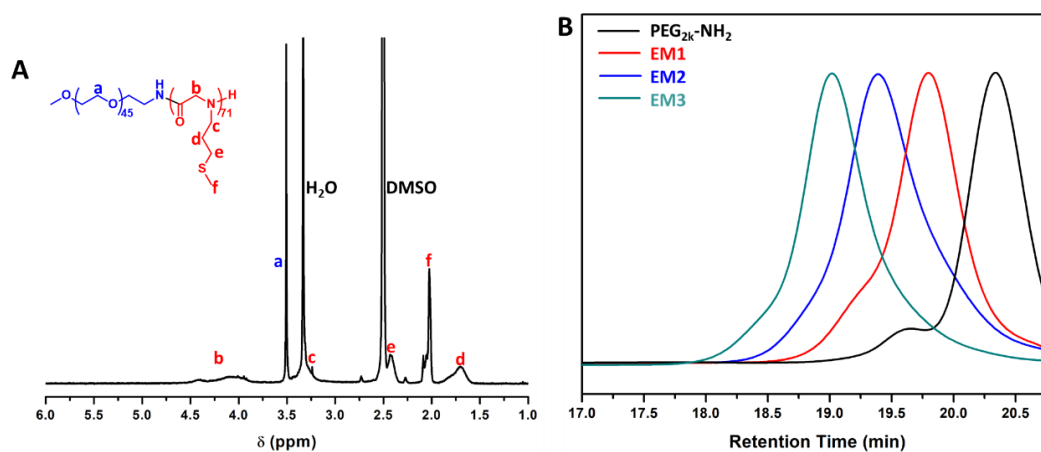 A
a
b
O
O
45
H
N
O
N
H
71
c
d
e
S
f
a
H₂O
DMSO
b
c
e
f
d
6.0 5.5 5.0 4.5 4.0 3.5 3.0 2.5 2.0 1.5 1.0
δ (ppm)
B
PEG₂ₖ-NH₂
EM1
EM2
EM3
17.0 17.5 18.0 18.5 19.0 19.5 20.0 20.5
Retention Time (min)